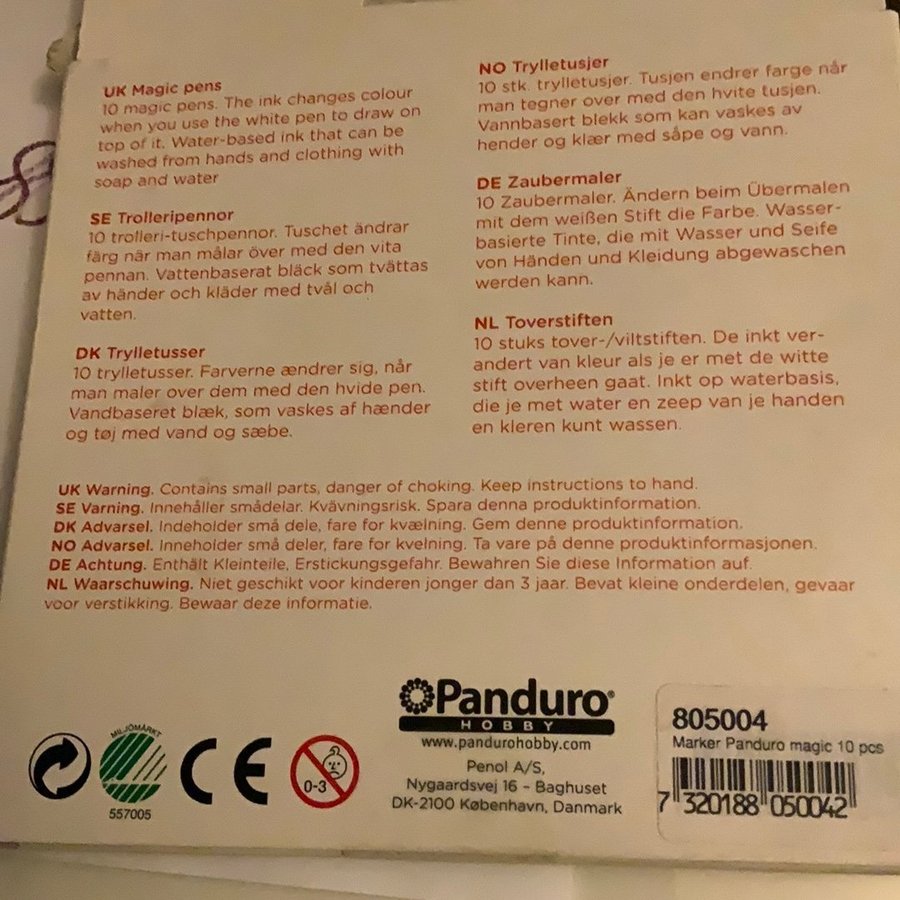 UK Magic pens
10 magic pens. The ink changes colour
when you use the white pen to draw on
top of it. Water-based ink that can be
washed from hands and clothing with
soap and water
SE Trolleripennor
10 trolleri-tuschpennor. Tuschet ändrar
färg när man målar över med den vita
pennan. Vattenbaserat bläck som tvättas
av händer och kläder med tvål och
vatten.
DK Trylletusser
10 trylletusser. Farverne ændrer sig, når
man maler over dem med den hvide pen.
Vandbaseret blæk, som vaskes af hænder
og tøj med vand og sæbe.
NO Trylletusjer
10 stk. trylletusjer. Tusjen endrer farge når
man tegner over med den hvite tusjen.
Vannbasert blekk som kan vaskes av
hender og klær med såpe og vann.
DE Zaubermaler
10 Zaubermaler. Ändern beim Übermalen
mit dem weißen Stift die Farbe. Wasser-
basierte Tinte, die mit Wasser und Seife
von Händen und Kleidung abgewaschen
werden kann.
NL Toverstiften
10 stuks tover-/viltstiften. De inkt ver-
andert van kleur als je er met de witte
stift overheen gaat. Inkt op waterbasis,
die je met water en zeep van je handen
en kleren kunt wassen.
UK Warning. Contains small parts, danger of choking. Keep instructions to hand.
SE Varning. Innehåller smådelar. Kvävningsrisk. Spara denna produktinformation.
DK Advarsel. Indeholder små dele, fare for kvælning. Gem denne produktinformation.
NO Advarsel. Inneholder små deler, fare for kvelning. Ta vare på denne produktinformasjonen.
DE Achtung. Enthält Kleinteile, Erstickungsgefahr. Bewahren Sie diese Information auf.
NL Waarschuwing. Niet geschikt voor kinderen jonger dan 3 jaar. Bevat kleine onderdelen, gevaar
voor verstikking. Bewaar deze informatie.
MILJÖMÄRKT
557005
CE
0-3
Panduro®
HOBBY
www.pandurohobby.com
Penol A/S,
Nygaardsvej 16 - Baghuset
DK-2100 København, Danmark
805004
Marker Panduro magic 10 pcs
7 320188 050042